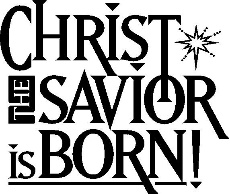 CHRIST
THE SAVIOR
is BORN!